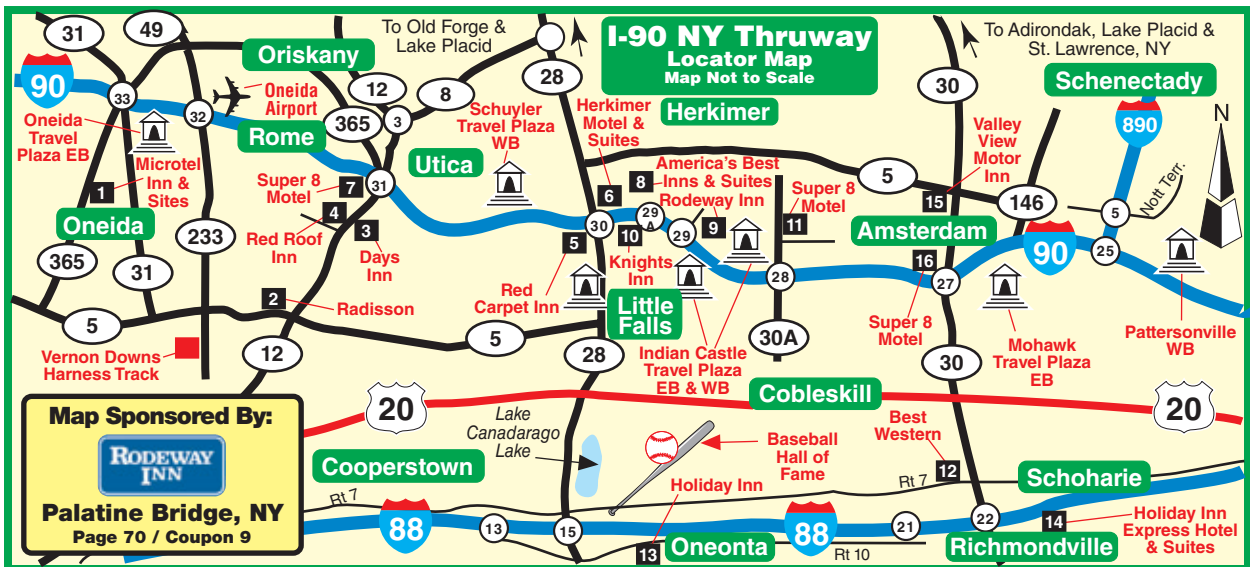 31
49
To Old Forge &
Lake Placid
28
I-90 NY Thruway
Locator Map
Map Not to Scale
To Adirondak, Lake Placid &
St. Lawrence, NY
Oriskany
30
Schenectady
90
33
Oneida
Airport
12
8
Herkimer
Motel &
Suites
Herkimer
890
N
Oneida
Travel
Plaza EB
32
Rome
365
3
Schuyler
Travel Plaza
WB
Valley
View
Motor
Inn
Microtel
Inn &
Sites
1
Utica
America's Best
Inns & Suites
Rodeway Inn
5
Nott Terr.
Super 8
Motel
7
31
6
8
Super 8
Motel
15
146
5
Oneida
233
4
Red Roof
Inn
3
Days
Inn
30
5
29
A
10
29
9
11
Amsterdam
90
25
365
31
Knights
Inn
28
16
27
2
Radisson
Red
Carpet Inn
Little
Falls
Super 8
Motel
Mohawk
Travel Plaza
EB
Pattersonville
WB
5
5
30A
Vernon Downs
Harness Track
12
28
Indian Castle
Travel Plaza
EB & WB
30
20
Cobleskill
20
Map Sponsored By:
RODEWAY
INN
Palatine Bridge, NY
Page 70 / Coupon 9
Lake
Canadarago
Lake
Baseball
Hall of
Fame
Best
Western
Cooperstown
Holiday Inn
Rt 7
12
Schoharie
Rt 7
88
13
15
88
21
22
14
Holiday Inn
Express Hotel
& Suites
13
Oneonta
Rt 10
Richmondville